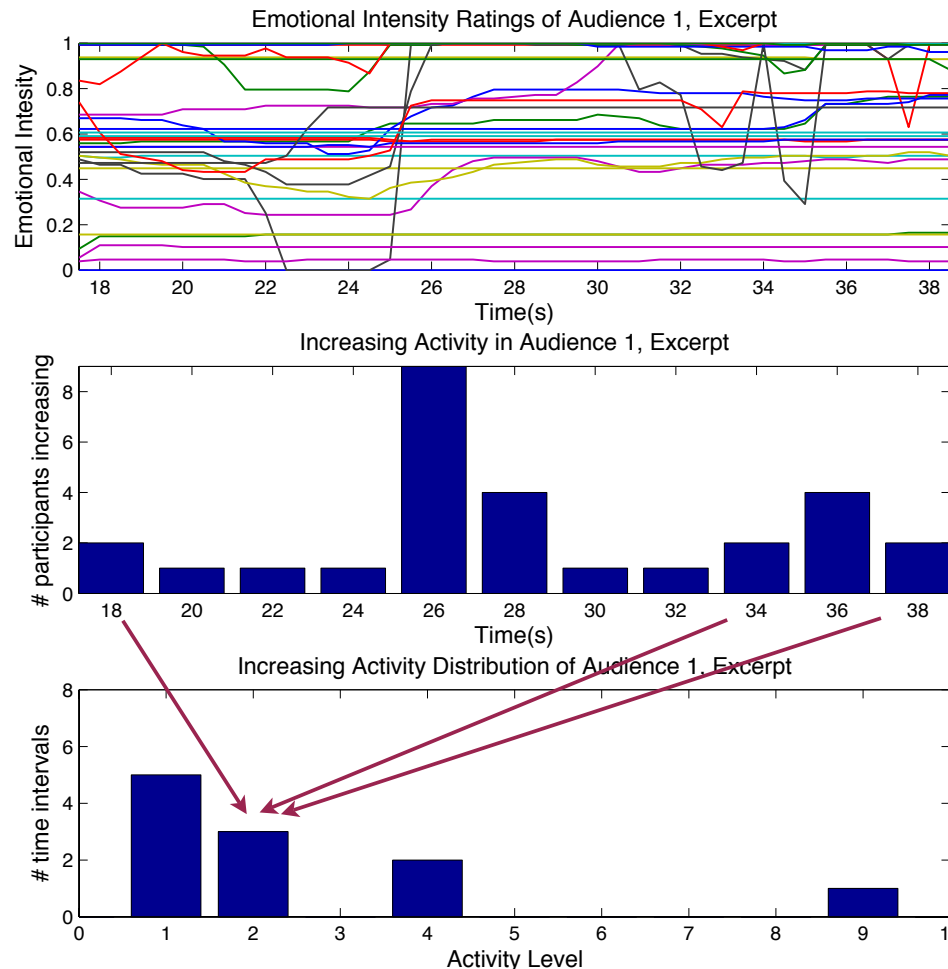 Emotional Intensity Ratings of Audience 1, Excerpt
1
0.8
0.6
0.4
0.2
0
Emotional Intesity
18 20 22 24 26 28 30 32 34 36 38
Time(s)
Increasing Activity in Audience 1, Excerpt
8
6
4
2
0
# participants increasing
18 20 22 24 26 28 30 32 34 36 38
Time(s)
Increasing Activity Distribution of Audience 1, Excerpt
8
6
4
2
0
# time intervals
0 1 2 3 4 5 6 7 8 9 1
Activity Level